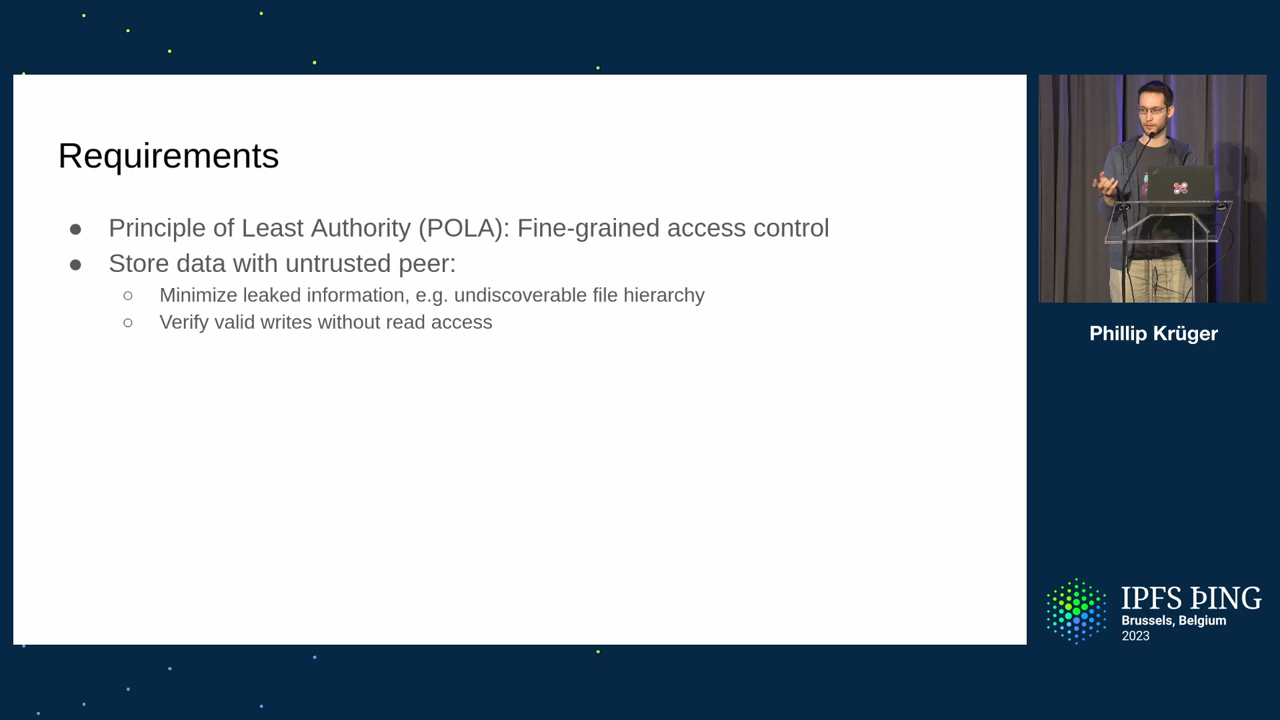 Requirements
● Principle of Least Authority (POLA): Fine-grained access control
● Store data with untrusted peer:
○ Minimize leaked information, e.g. undiscoverable file hierarchy
○ Verify valid writes without read access
Phillip Krüger
IPFS ÞING
Brussels, Belgium
2023